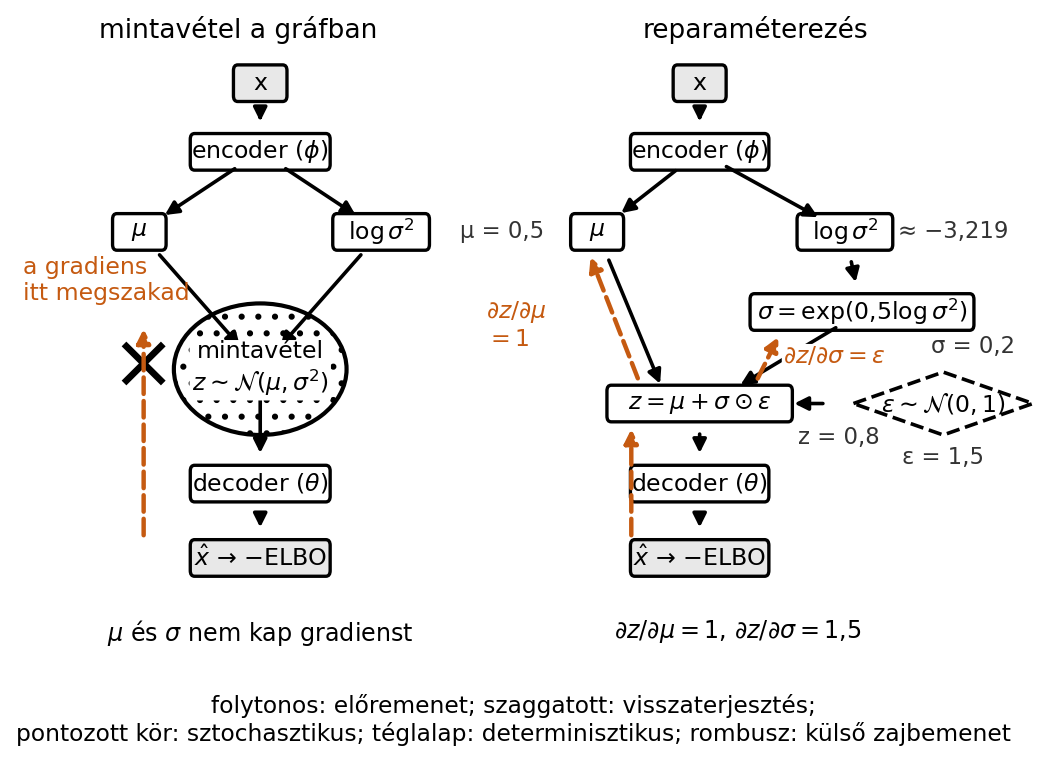 mintavétel a gráfban
x
encoder (ϕ)
μ
log σ²
a gradiens
itt megszakad
mintavétel
z ∼ 𝒩(μ, σ²)
decoder (θ)
x̂ → −ELBO
μ és σ nem kap gradienst
reparaméterezés
x
encoder (ϕ)
μ = 0,5
μ
log σ²
≈ −3,219
σ = exp(0,5log σ²)
σ = 0,2
∂z/∂μ
= 1
∂z/∂σ = ε
z = μ + σ ⊙ ε
ε ∼ 𝒩(0, 1)
z = 0,8
ε = 1,5
decoder (θ)
x̂ → −ELBO
∂z/∂μ = 1, ∂z/∂σ = 1,5
folytonos: előremenet; szaggatott: visszaterjesztés;
pontozott kör: sztochasztikus; téglalap: determinisztikus; rombusz: külső zajbemenet